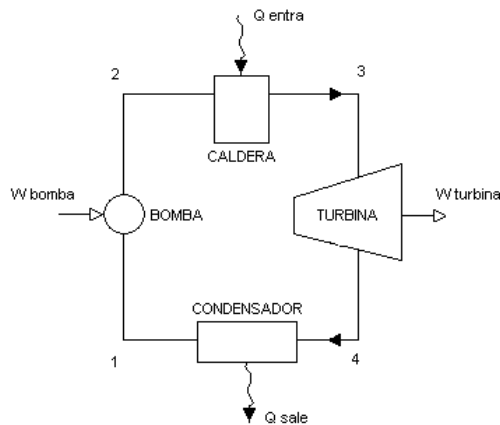 Q entra
2
3
CALDERA
W bomba
BOMBA
TURBINA
W turbina
CONDENSADOR
1
4
Q sale